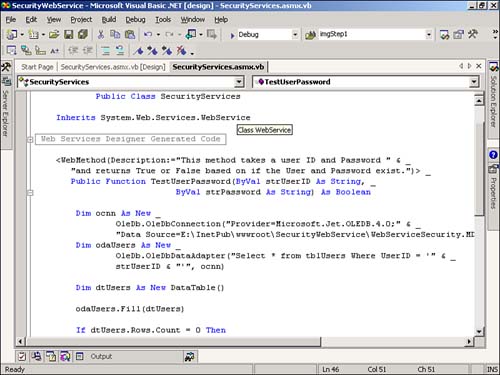 SecurityWebService - Microsoft Visual Basic .NET [design] - SecurityServices.asmx.vb
File Edit View Project Build Debug Tools Window Help
Debug imgStep1
Start Page SecurityServices.asmx.vb [Design] SecurityServices.asmx.vb
SecurityServices TestUserPassword
Server Explorer
Solution Explorer
Properties
Public Class SecurityServices
Inherits System.Web.Services.WebService
Class WebService
Web Services Designer Generated Code
<WebMethod(Description:="This method takes a user ID and Password " & _
"and returns True or False based on if the User and Password exist.")> _
Public Function TestUserPassword(ByVal strUserID As String, _
ByVal strPassword As String) As Boolean
Dim ocnn As New _
OleDb.OleDbConnection("Provider=Microsoft.Jet.OLEDB.4.0;" & _
"Data Source=E:\InetPub\wwwroot\SecurityWebService\WebServiceSecurity.MD
Dim odaUsers As New _
OleDb.OleDbDataAdapter("Select * from tblUsers Where UserID = '" & _
strUserID & "'", ocnn)
Dim dtUsers As New DataTable()
odaUsers.Fill(dtUsers)
If dtUsers.Rows.Count = 0 Then
Output
Ready Ln 46 Col 51 Ch 51 INS